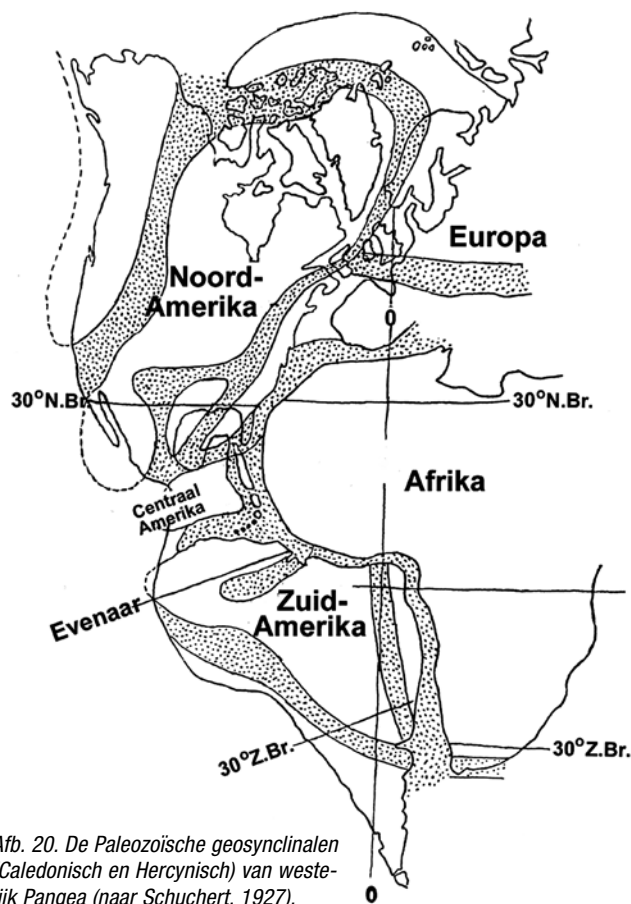 Europa
Noord-
Amerika
0
30°N.Br.
30°N.Br.
Centraal
Amerika
Afrika
Evenaar
Zuid-
Amerika
30°Z.Br.
30°Z.Br.
0
Afb. 20. De Paleozoïsche geosynclinalen
(Caledonisch en Hercynisch) van weste-
lijk Pangea (naar Schuchert, 1927).